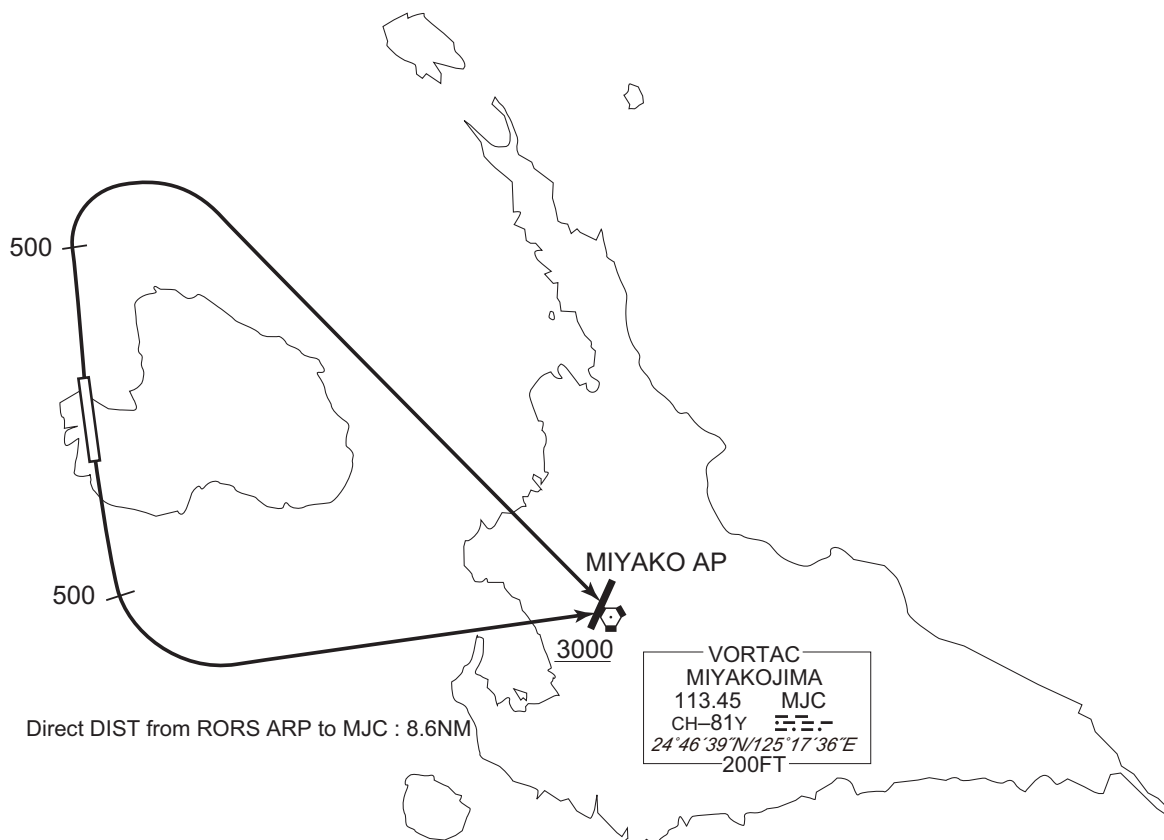 500
500
MIYAKO AP
3000
VORTAC
MIYAKOJIMA
113.45 MJC
CH–81Y
24°46´39˝N/125°17´36˝E
200FT
Direct DIST from RORS ARP to MJC : 8.6NM